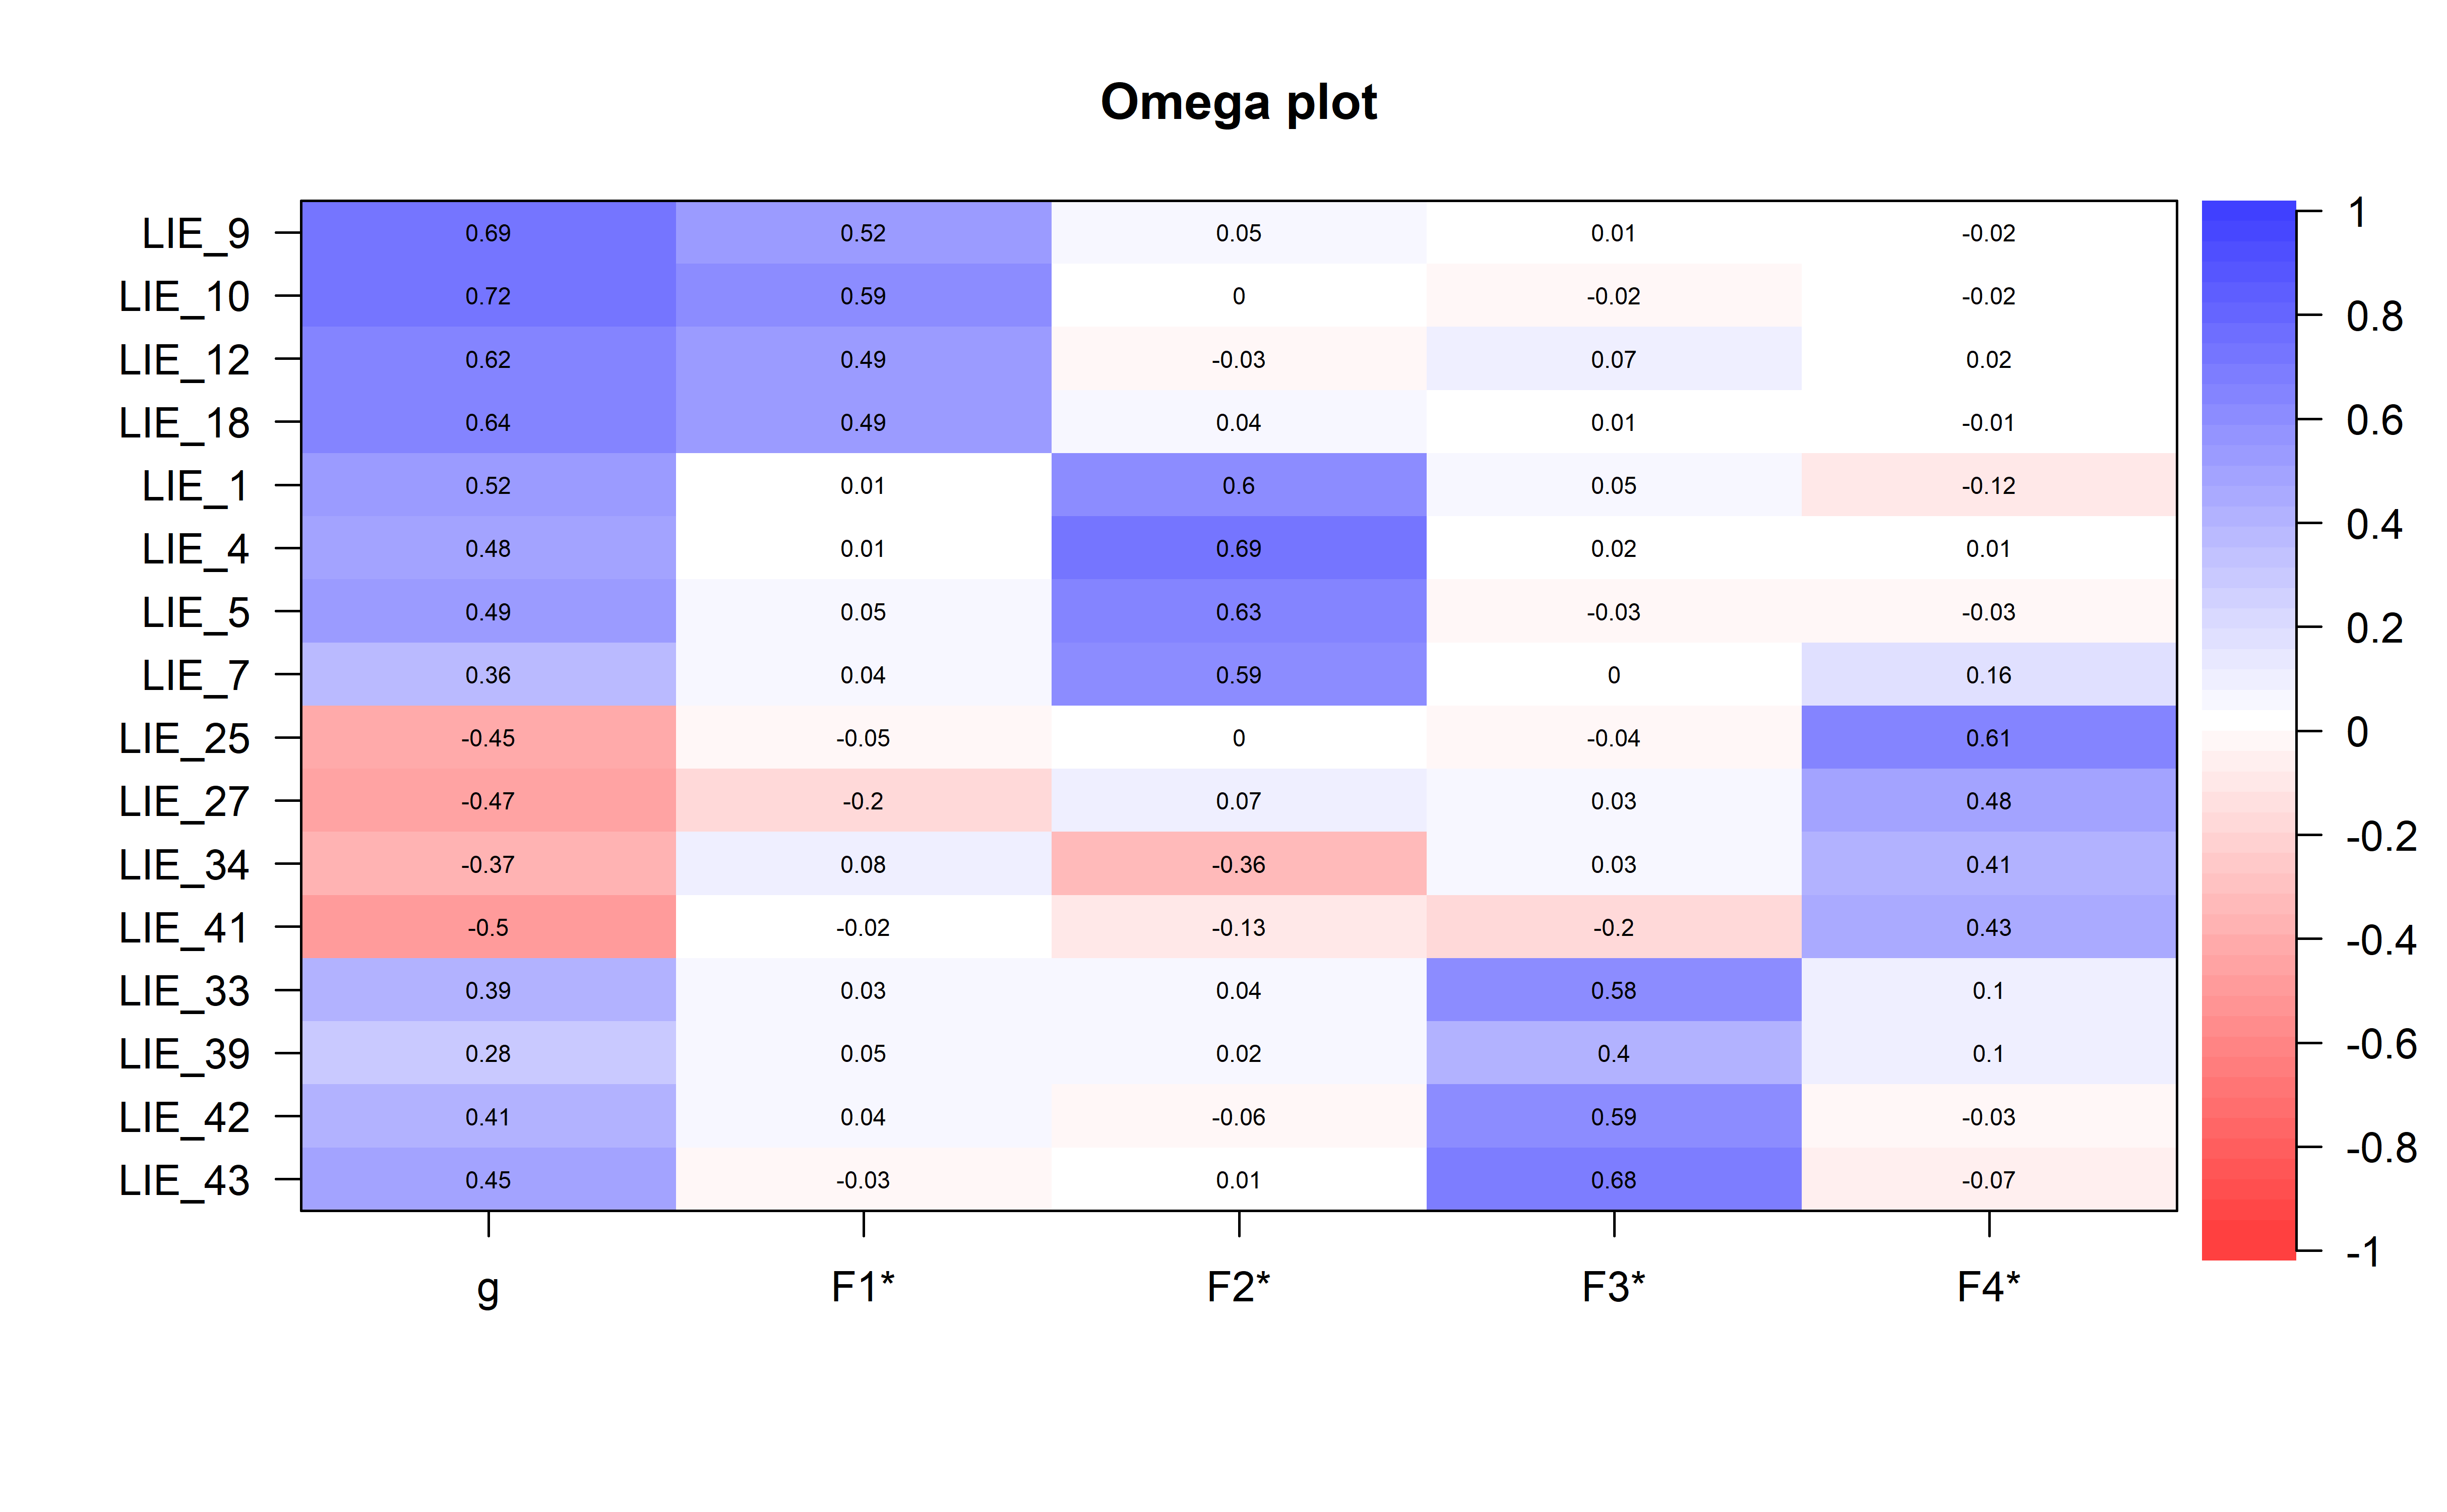 Omega plot
LIE_9 0.69 0.52 0.05 0.01 -0.02
LIE_10 0.72 0.59 0 -0.02 -0.02
LIE_12 0.62 0.49 -0.03 0.07 0.02
LIE_18 0.64 0.49 0.04 0.01 -0.01
LIE_1 0.52 0.01 0.6 0.05 -0.12
LIE_4 0.48 0.01 0.69 0.02 0.01
LIE_5 0.49 0.05 0.63 -0.03 -0.03
LIE_7 0.36 0.04 0.59 0 0.16
LIE_25 -0.45 -0.05 0 -0.04 0.61
LIE_27 -0.47 -0.2 0.07 0.03 0.48
LIE_34 -0.37 0.08 -0.36 0.03 0.41
LIE_41 -0.5 -0.02 -0.13 -0.2 0.43
LIE_33 0.39 0.03 0.04 0.58 0.1
LIE_39 0.28 0.05 0.02 0.4 0.1
LIE_42 0.41 0.04 -0.06 0.59 -0.03
LIE_43 0.45 -0.03 0.01 0.68 -0.07
g F1* F2* F3* F4*
1
0.8
0.6
0.4
0.2
0
-0.2
-0.4
-0.6
-0.8
-1